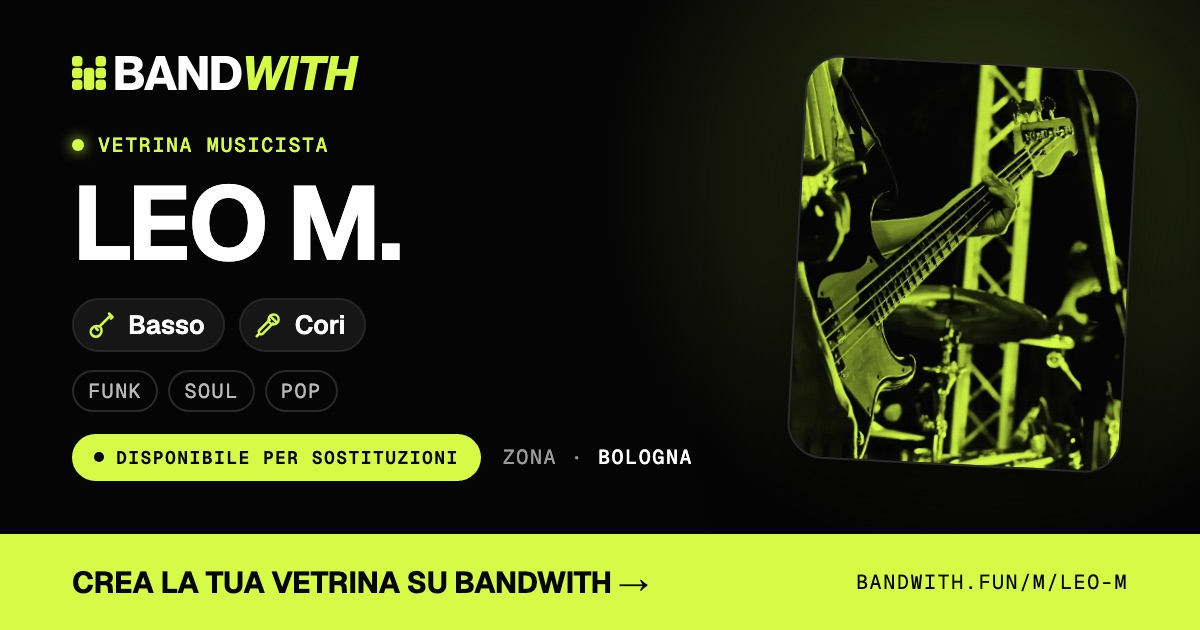 BANDWITH
VETRINA MUSICISTA
LEO M.
Basso Cori
FUNK SOUL POP
DISPONIBILE PER SOSTITUZIONI ZONA · BOLOGNA
CREA LA TUA VETRINA SU BANDWITH → BANDWITH.FUN/M/LEO-M